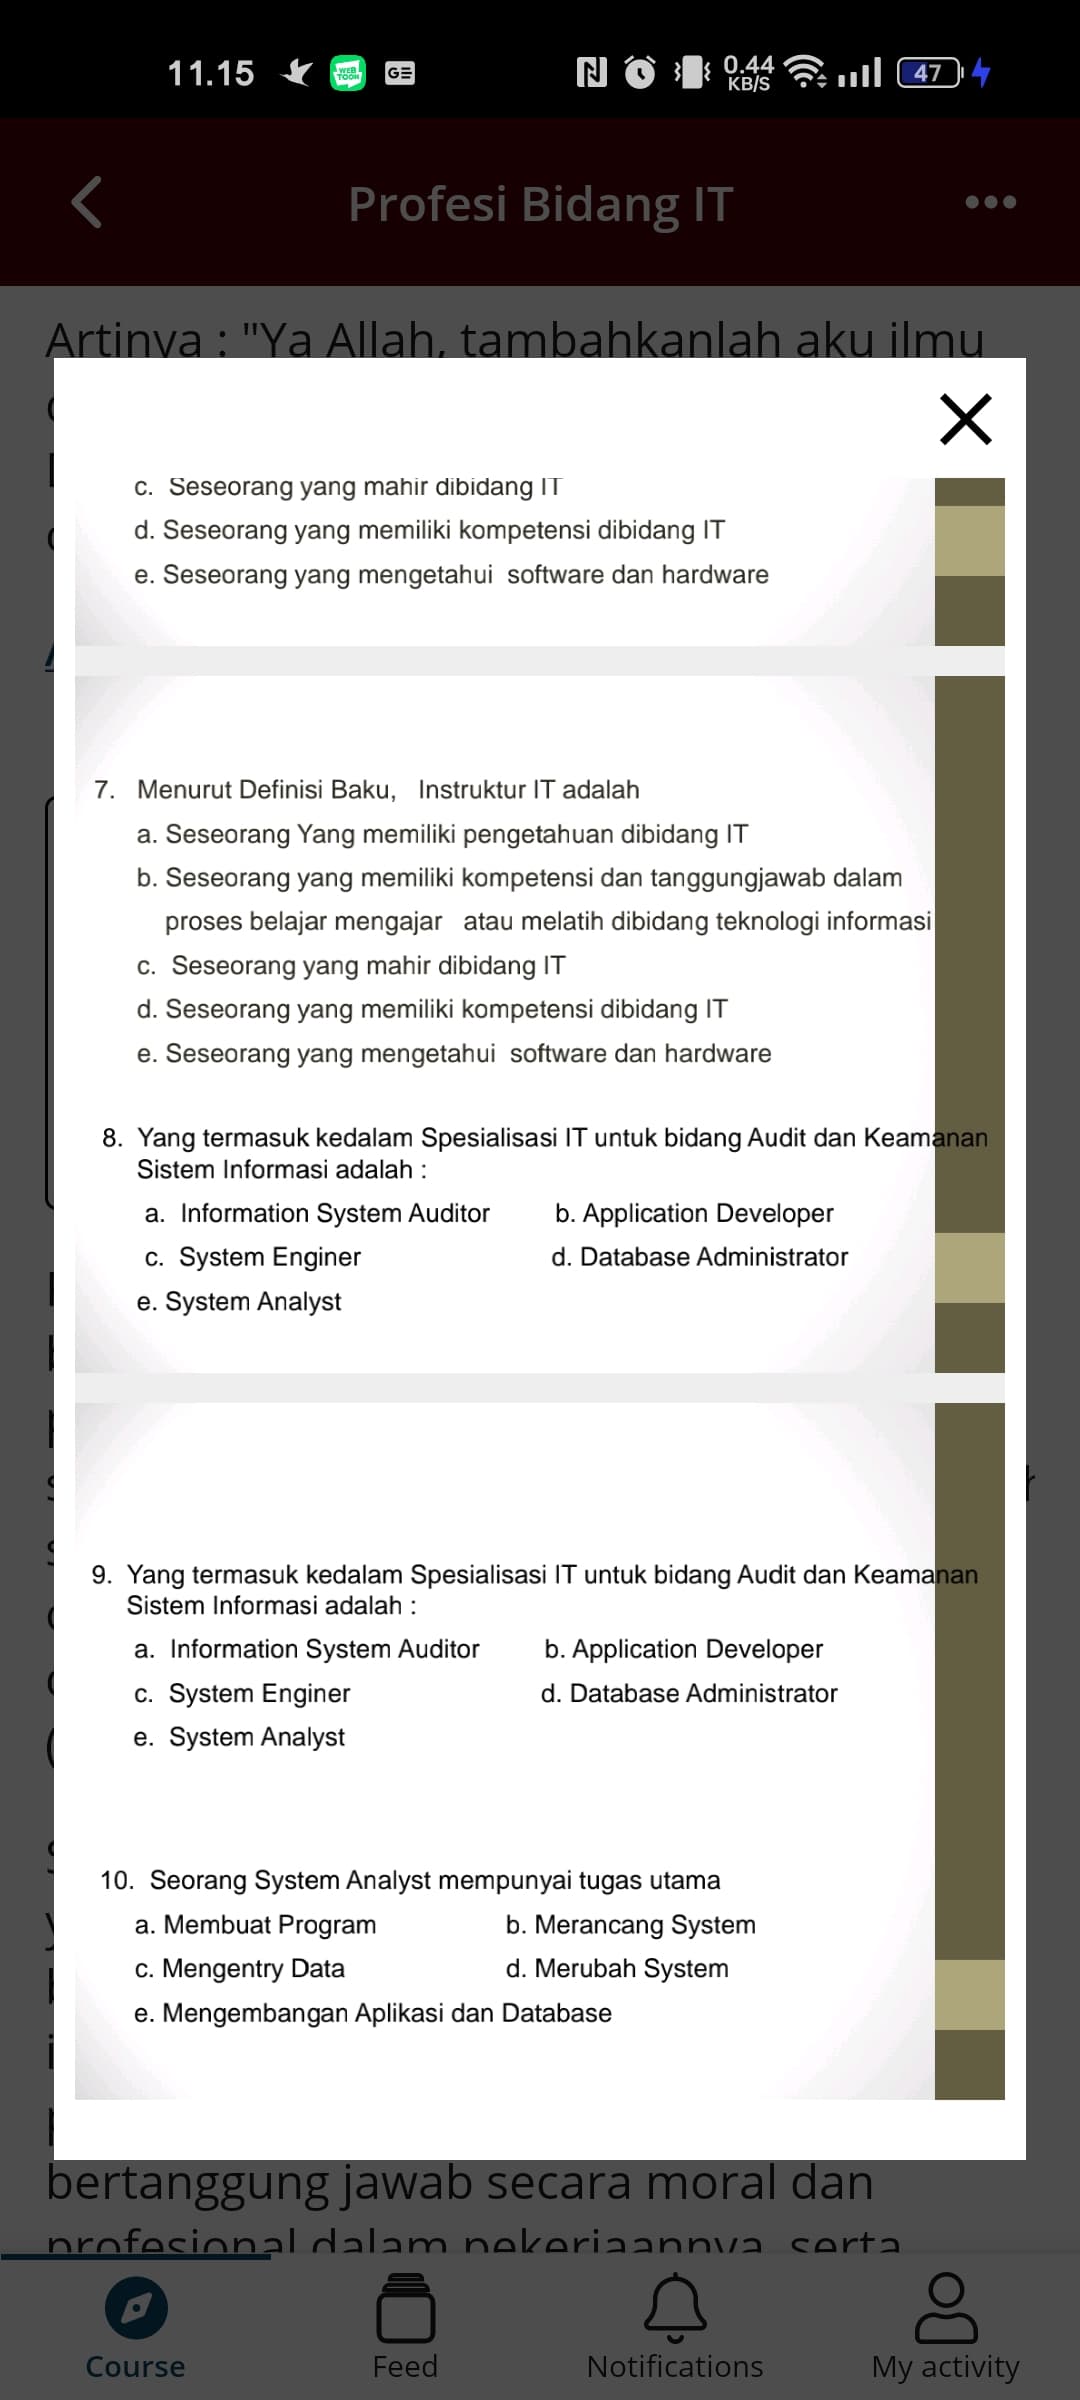 11.15 WEB TOON GE 0.44 KB/S 47
Profesi Bidang IT
Artinya : "Ya Allah, tambahkanlah aku ilmu
c. Seseorang yang mahir dibidang IT
d. Seseorang yang memiliki kompetensi dibidang IT
e. Seseorang yang mengetahui software dan hardware
7. Menurut Definisi Baku, Instruktur IT adalah
a. Seseorang Yang memiliki pengetahuan dibidang IT
b. Seseorang yang memiliki kompetensi dan tanggungjawab dalam
proses belajar mengajar atau melatih dibidang teknologi informasi
c. Seseorang yang mahir dibidang IT
d. Seseorang yang memiliki kompetensi dibidang IT
e. Seseorang yang mengetahui software dan hardware
8. Yang termasuk kedalam Spesialisasi IT untuk bidang Audit dan Keamanan
Sistem Informasi adalah :
a. Information System Auditor b. Application Developer
c. System Enginer d. Database Administrator
e. System Analyst
9. Yang termasuk kedalam Spesialisasi IT untuk bidang Audit dan Keamanan
Sistem Informasi adalah :
a. Information System Auditor b. Application Developer
c. System Enginer d. Database Administrator
e. System Analyst
10. Seorang System Analyst mempunyai tugas utama
a. Membuat Program b. Merancang System
c. Mengentry Data d. Merubah System
e. Mengembangan Aplikasi dan Database
bertanggung jawab secara moral dan
profesional dalam pekerjaannya, serta
Course Feed Notifications My activity